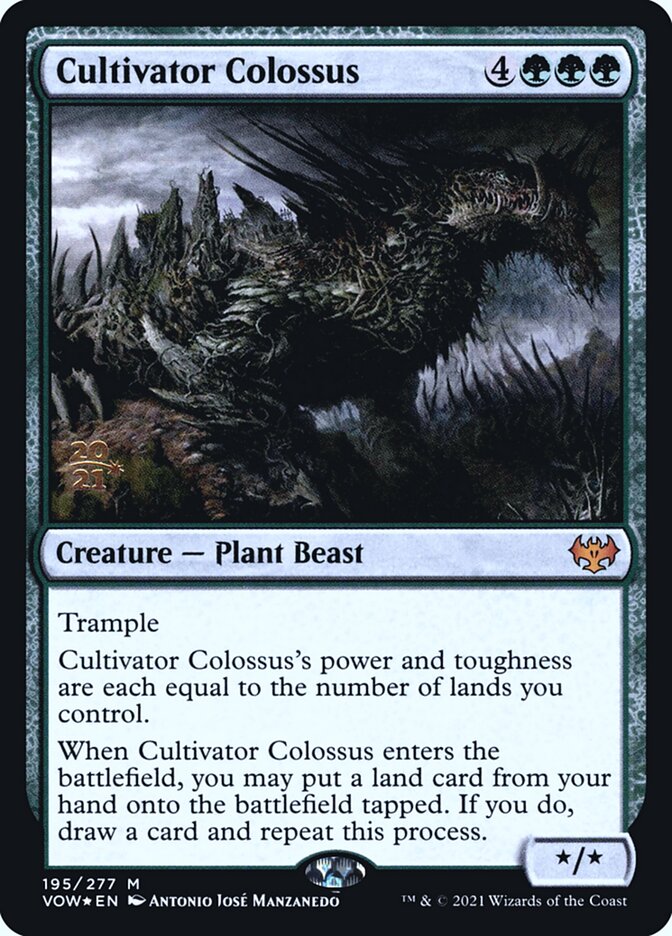 Cultivator Colossus 4
20
21
Creature — Plant Beast
Trample
Cultivator Colossus's power and toughness
are each equal to the number of lands you
control.
When Cultivator Colossus enters the
battlefield, you may put a land card from your
hand onto the battlefield tapped. If you do,
draw a card and repeat this process.
★/★
195/277 M
VOW★EN Antonio José Manzanedo ™ & © 2021 Wizards of the Coast